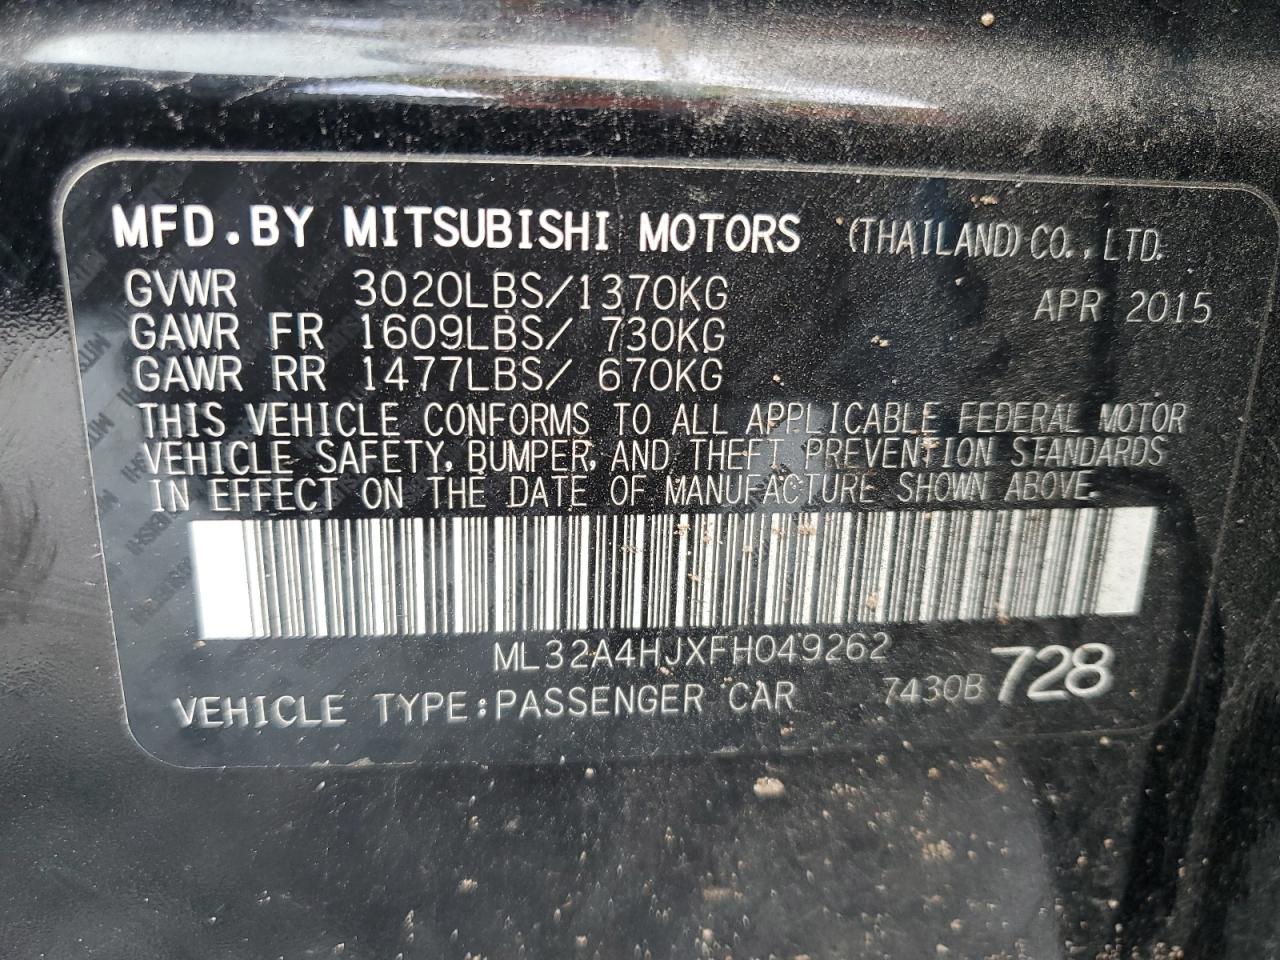 MFD.BY MITSUBISHI MOTORS (THAILAND)CO.,LTD.
GVWR 3020LBS/1370KG APR 2015
GAWR FR 1609LBS/ 730KG
GAWR RR 1477LBS/ 670KG
THIS VEHICLE CONFORMS TO ALL APPLICABLE FEDERAL MOTOR
VEHICLE SAFETY, BUMPER, AND THEFT PREVENTION STANDARDS
IN EFFECT ON THE DATE OF MANUFACTURE SHOWN ABOVE.
ML32A4HJXFH049262
VEHICLE TYPE:PASSENGER CAR 7430B 728